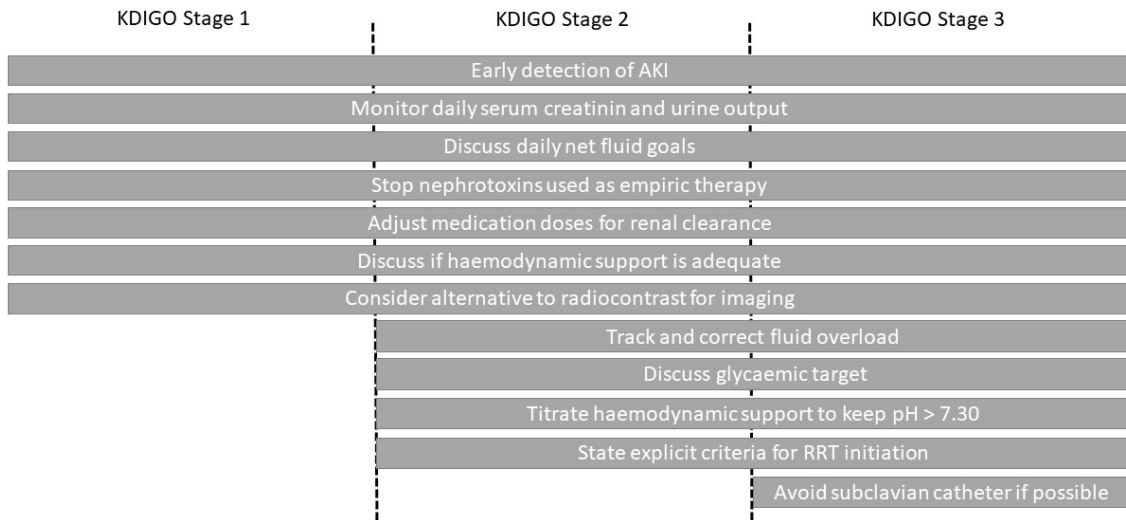 KDIGO Stage 1 KDIGO Stage 2 KDIGO Stage 3
Early detection of AKI
Monitor daily serum creatinin and urine output
Discuss daily net fluid goals
Stop nephrotoxins used as empiric therapy
Adjust medication doses for renal clearance
Discuss if haemodynamic support is adequate
Consider alternative to radiocontrast for imaging
Track and correct fluid overload
Discuss glycaemic target
Titrate haemodynamic support to keep pH > 7.30
State explicit criteria for RRT initiation
Avoid subclavian catheter if possible